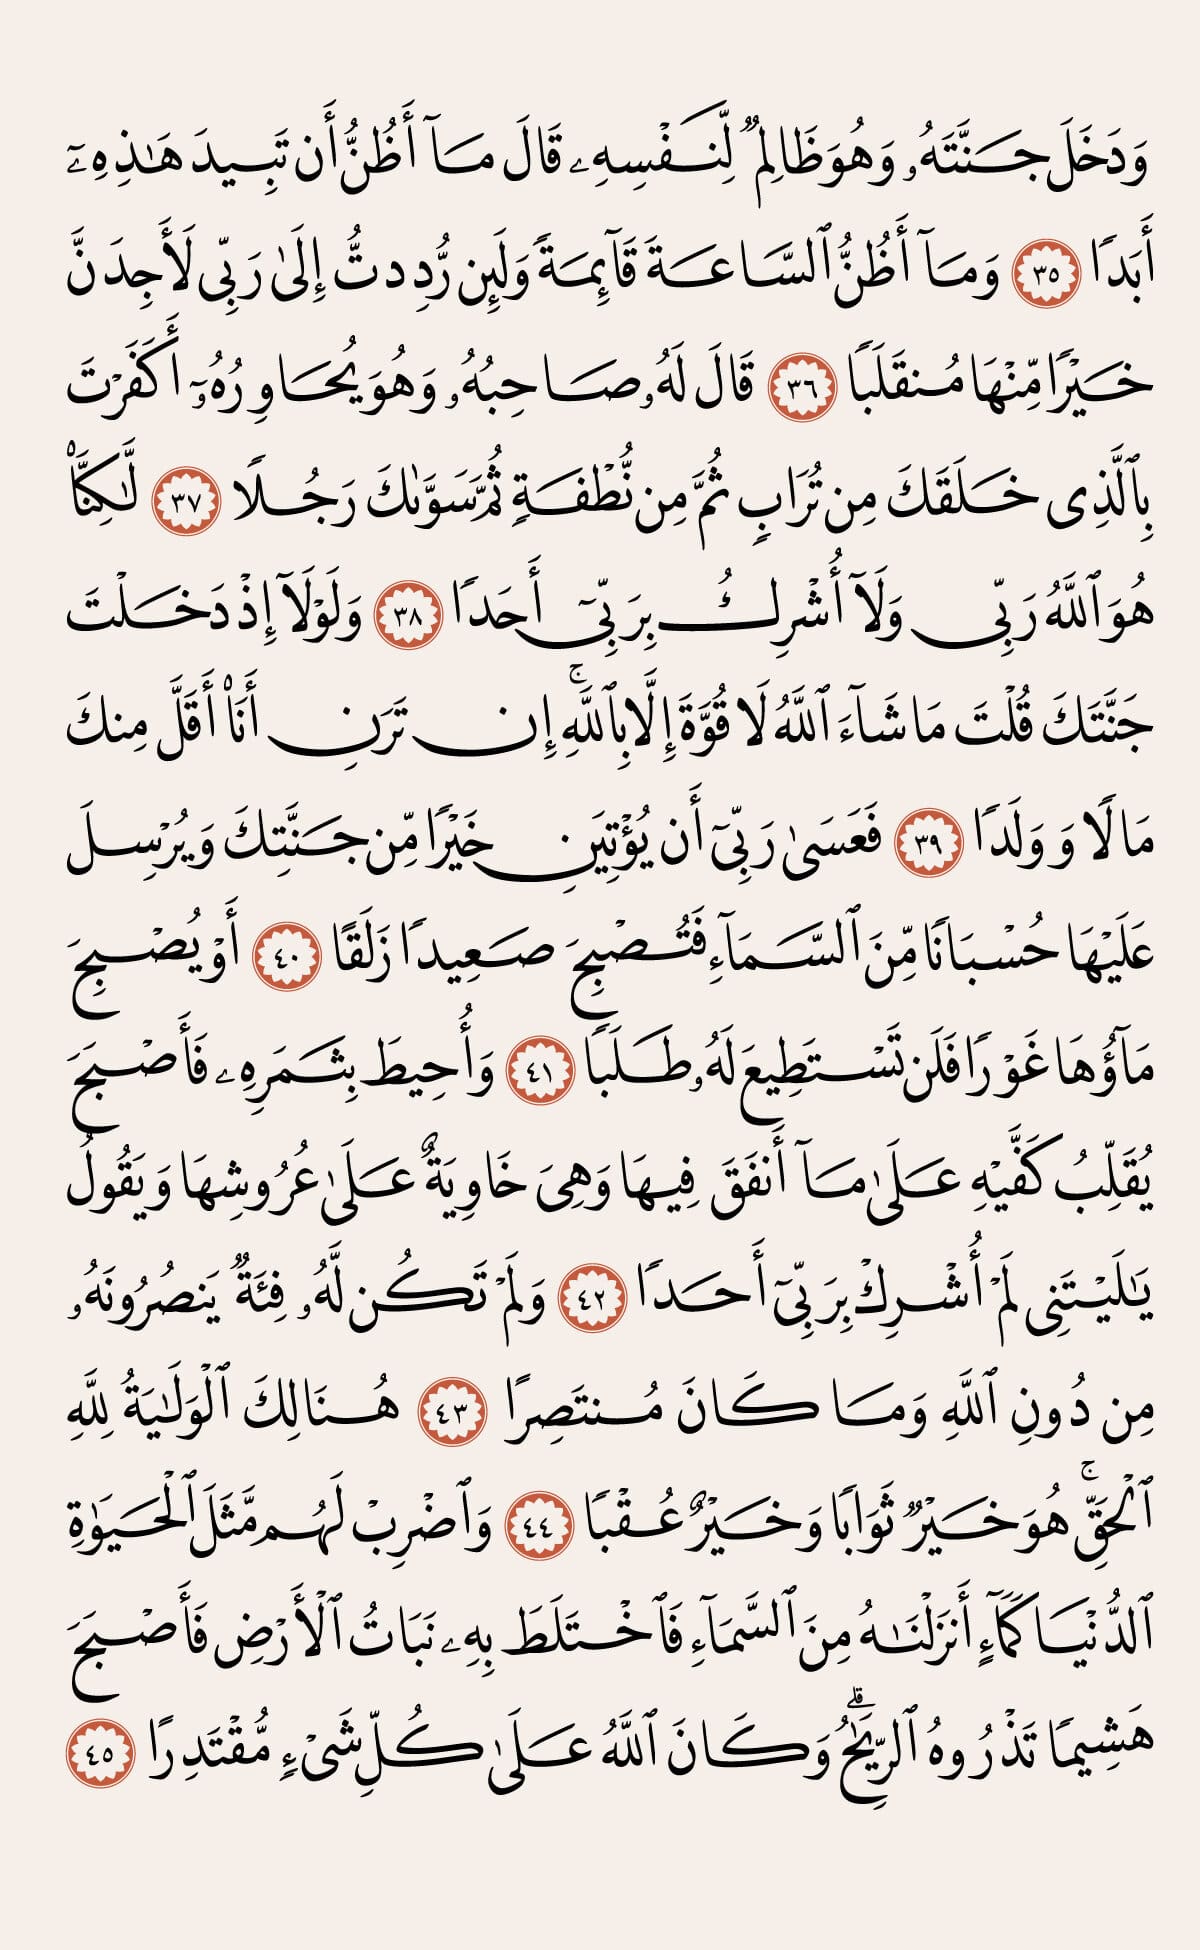 وَدَخَلَ جَنَّتَهُۥ وَهُوَ ظَالِمٌ لِّنَفْسِهِۦ قَالَ مَآ أَظُنُّ أَن تَبِيدَ هَٰذِهِۦٓ
أَبَدًا ٣٥ وَمَآ أَظُنُّ ٱلسَّاعَةَ قَآئِمَةً وَلَئِن رُّدِدتُّ إِلَىٰ رَبِّى لَأَجِدَنَّ
خَيْرًا مِّنْهَا مُنقَلَبًا ٣٦ قَالَ لَهُۥ صَاحِبُهُۥ وَهُوَ يُحَاوِرُهُۥٓ أَكَفَرْتَ
بِٱلَّذِى خَلَقَكَ مِن تُرَابٍ ثُمَّ مِن نُّطْفَةٍ ثُمَّ سَوَّىٰكَ رَجُلًا ٣٧ لَّٰكِنَّا۠
هُوَ ٱللَّهُ رَبِّى وَلَآ أُشْرِكُ بِرَبِّىٓ أَحَدًا ٣٨ وَلَوْلَآ إِذْ دَخَلْتَ
جَنَّتَكَ قُلْتَ مَا شَآءَ ٱللَّهُ لَا قُوَّةَ إِلَّا بِٱللَّهِ ۚ إِن تَرَنِ أَنَا۠ أَقَلَّ مِنكَ
مَالًا وَوَلَدًا ٣٩ فَعَسَىٰ رَبِّىٓ أَن يُؤْتِيَنِ خَيْرًا مِّن جَنَّتِكَ وَيُرْسِلَ
عَلَيْهَا حُسْبَانًا مِّنَ ٱلسَّمَآءِ فَتُصْبِحَ صَعِيدًا زَلَقًا ٤٠ أَوْ يُصْبِحَ
مَآؤُهَا غَوْرًا فَلَن تَسْتَطِيعَ لَهُۥ طَلَبًا ٤١ وَأُحِيطَ بِثَمَرِهِۦ فَأَصْبَحَ
يُقَلِّبُ كَفَّيْهِ عَلَىٰ مَآ أَنفَقَ فِيهَا وَهِىَ خَاوِيَةٌ عَلَىٰ عُرُوشِهَا وَيَقُولُ
يَٰلَيْتَنِى لَمْ أُشْرِكْ بِرَبِّىٓ أَحَدًا ٤٢ وَلَمْ تَكُن لَّهُۥ فِئَةٌ يَنصُرُونَهُۥ
مِن دُونِ ٱللَّهِ وَمَا كَانَ مُنتَصِرًا ٤٣ هُنَالِكَ ٱلْوَلَٰيَةُ لِلَّهِ
ٱلْحَقِّ ۚ هُوَ خَيْرٌ ثَوَابًا وَخَيْرٌ عُقْبًا ٤٤ وَٱضْرِبْ لَهُم مَّثَلَ ٱلْحَيَوٰةِ
ٱلدُّنْيَا كَمَآءٍ أَنزَلْنَٰهُ مِنَ ٱلسَّمَآءِ فَٱخْتَلَطَ بِهِۦ نَبَاتُ ٱلْأَرْضِ فَأَصْبَحَ
هَشِيمًا تَذْرُوهُ ٱلرِّيَٰحُ ۗ وَكَانَ ٱللَّهُ عَلَىٰ كُلِّ شَىْءٍ مُّقْتَدِرًا ٤٥